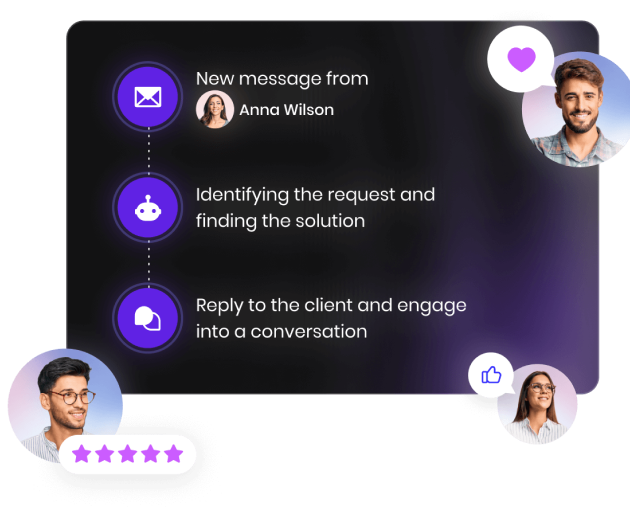 New message from
Anna Wilson
Identifying the request and
finding the solution
Reply to the client and engage
into a conversation